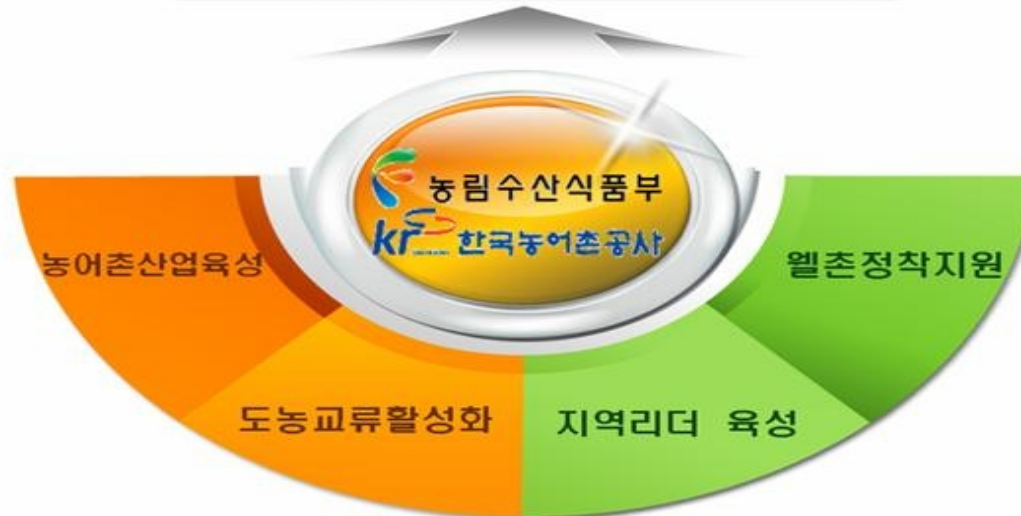 농림수산식품부
kr 한국농어촌공사
농어촌산업육성
웰촌정착지원
도농교류활성화
지역리더 육성